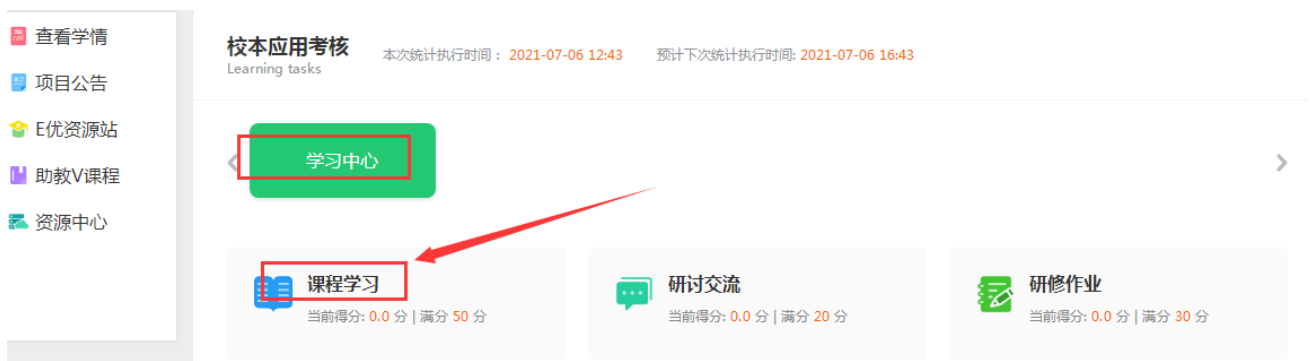 查看学情
项目公告
E优资源站
助教V课程
资源中心
校本应用考核
Learning tasks
本次统计执行时间： 2021-07-06 12:43 预计下次统计执行时间: 2021-07-06 16:43
学习中心
课程学习
当前得分: 0.0 分 | 满分 50 分
研讨交流
当前得分: 0.0 分 | 满分 20 分
研修作业
当前得分: 0.0 分 | 满分 30 分